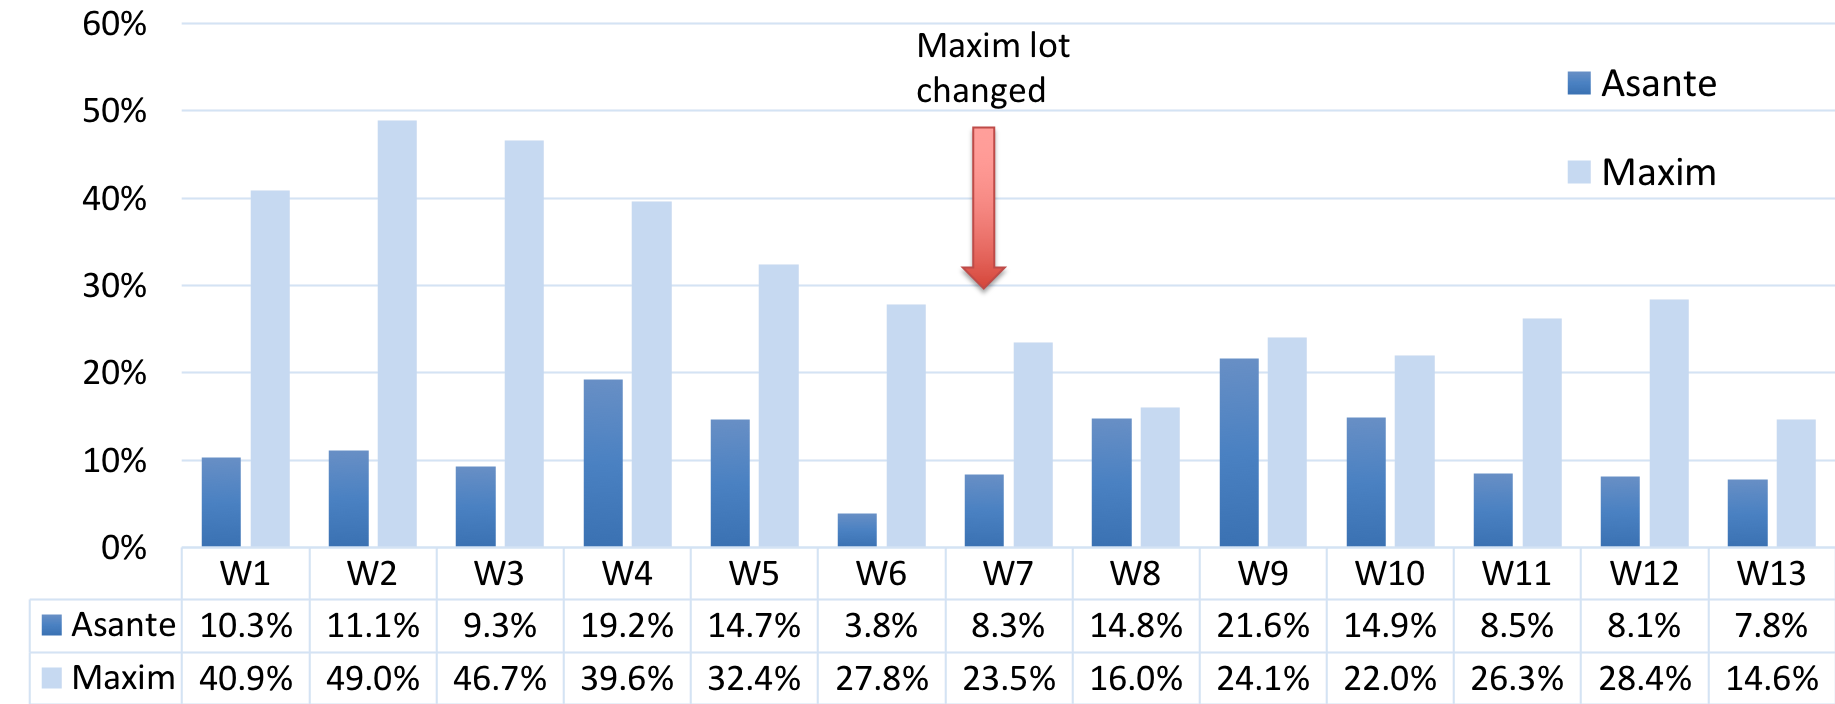 60%
Maxim lot
changed
Asante
50%
Maxim
40%
30%
20%
10%
0%
W1 W2 W3 W4 W5 W6 W7 W8 W9 W10 W11 W12 W13
Asante 10.3% 11.1% 9.3% 19.2% 14.7% 3.8% 8.3% 14.8% 21.6% 14.9% 8.5% 8.1% 7.8%
Maxim 40.9% 49.0% 46.7% 39.6% 32.4% 27.8% 23.5% 16.0% 24.1% 22.0% 26.3% 28.4% 14.6%